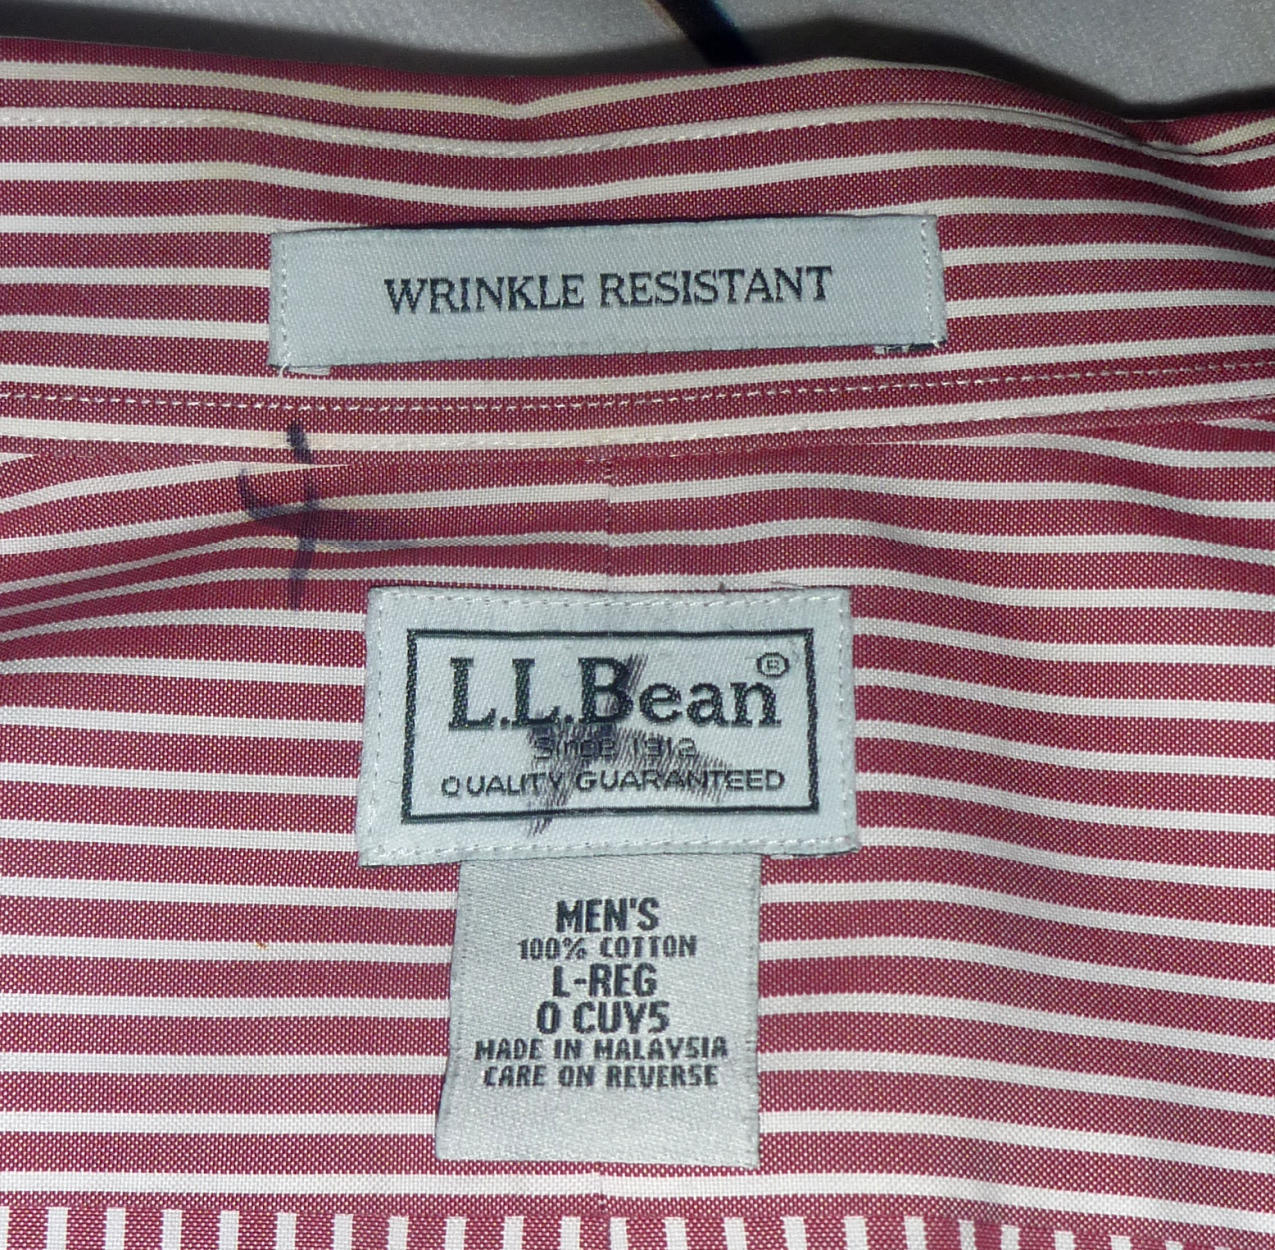 WRINKLE RESISTANT
L.L.Bean®
Since 1912
QUALITY GUARANTEED
MEN'S
100% COTTON
L-REG
0 CUY5
MADE IN MALAYSIA
CARE ON REVERSE